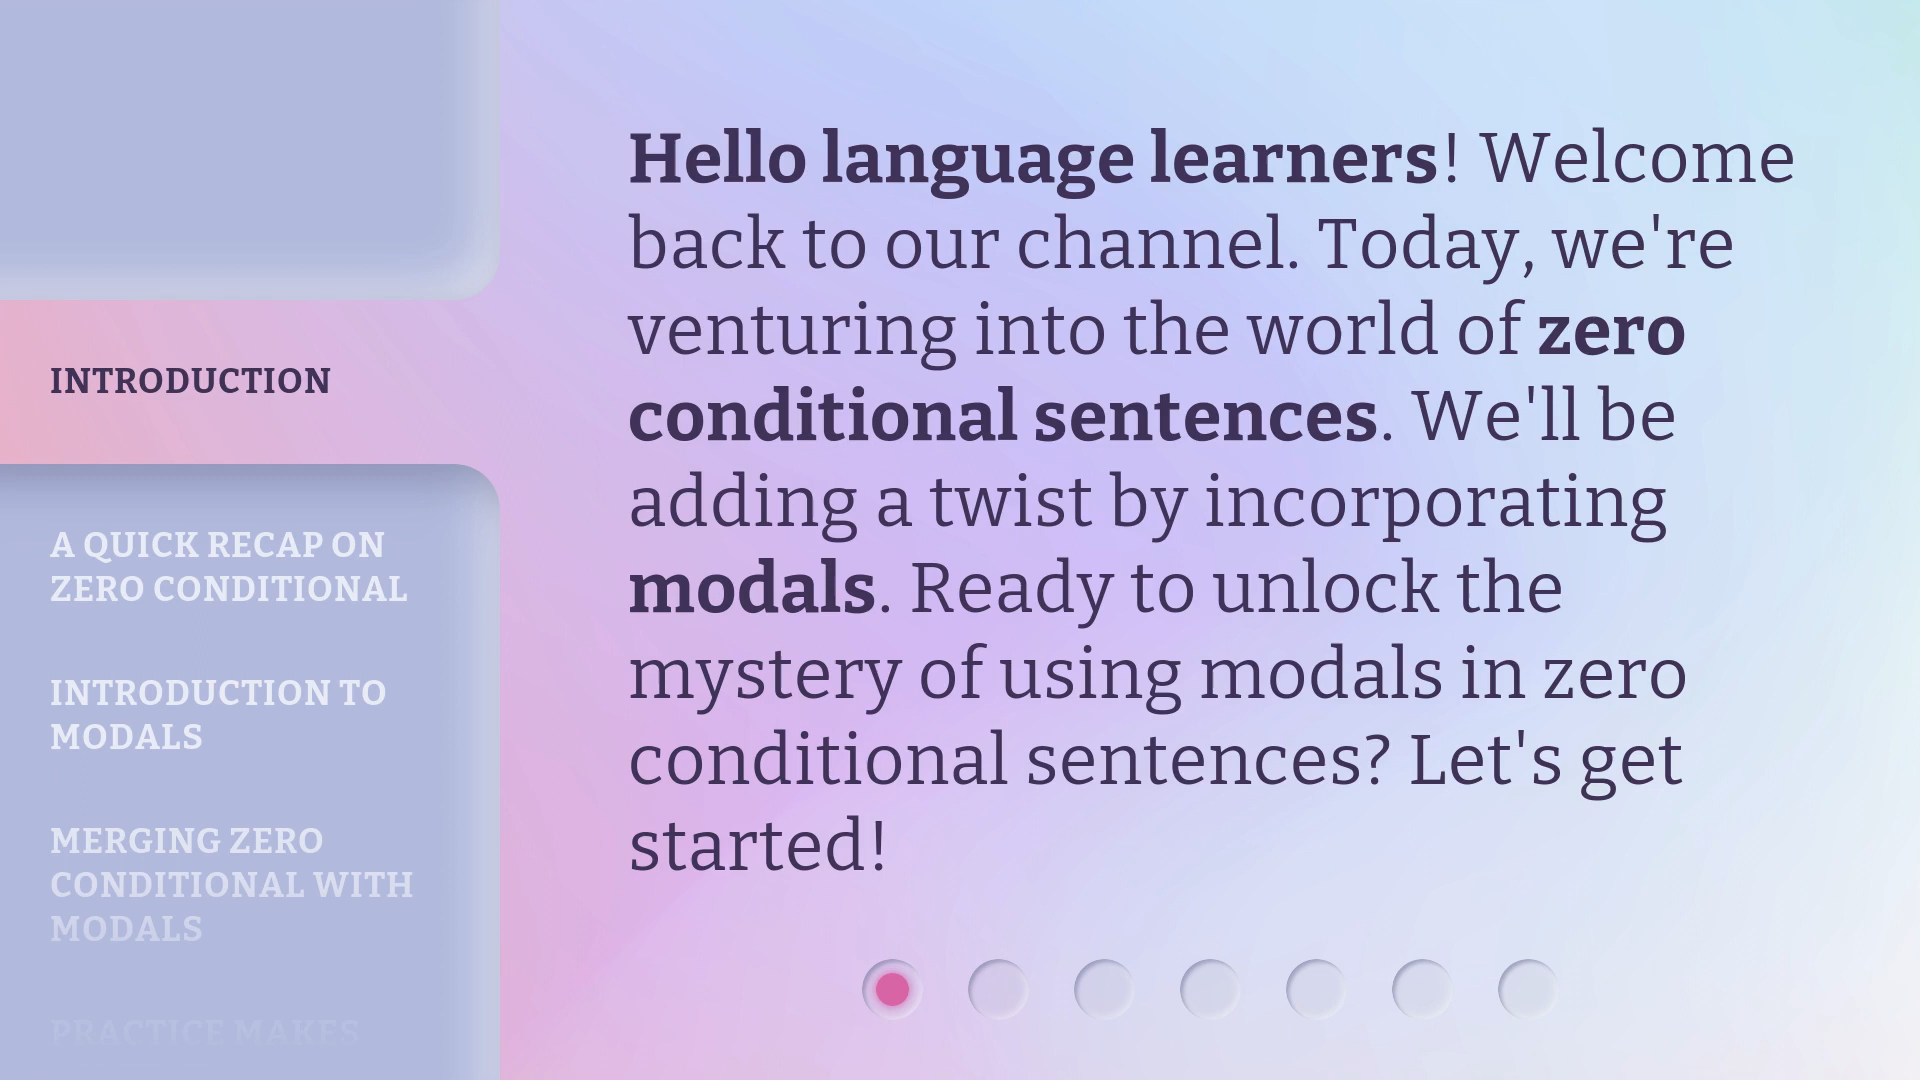 INTRODUCTION
A QUICK RECAP ON
ZERO CONDITIONAL
INTRODUCTION TO
MODALS
MERGING ZERO
CONDITIONAL WITH
MODALS
PRACTICE MAKES
Hello language learners! Welcome
back to our channel. Today, we're
venturing into the world of zero
conditional sentences. We'll be
adding a twist by incorporating
modals. Ready to unlock the
mystery of using modals in zero
conditional sentences? Let's get
started!